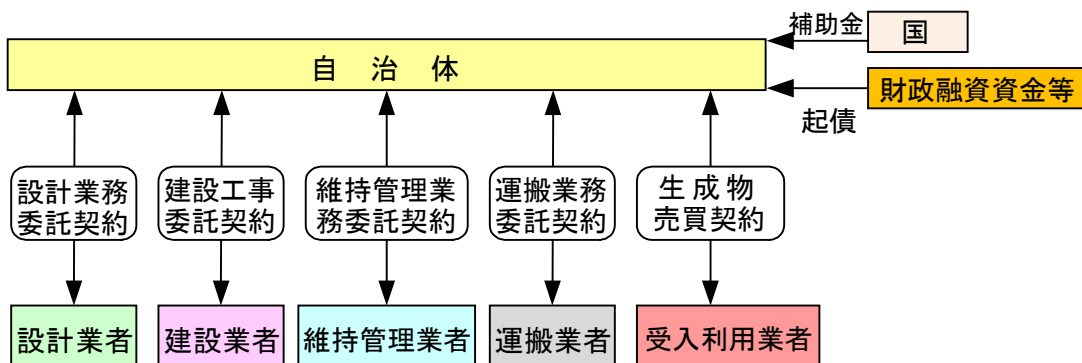 補助金
国
自治体
財政融資資金等
起債
設計業務
委託契約
建設工事
委託契約
維持管理業
務委託契約
運搬業務
委託契約
生成物
売買契約
設計業者
建設業者
維持管理業者
運搬業者
受入利用業者